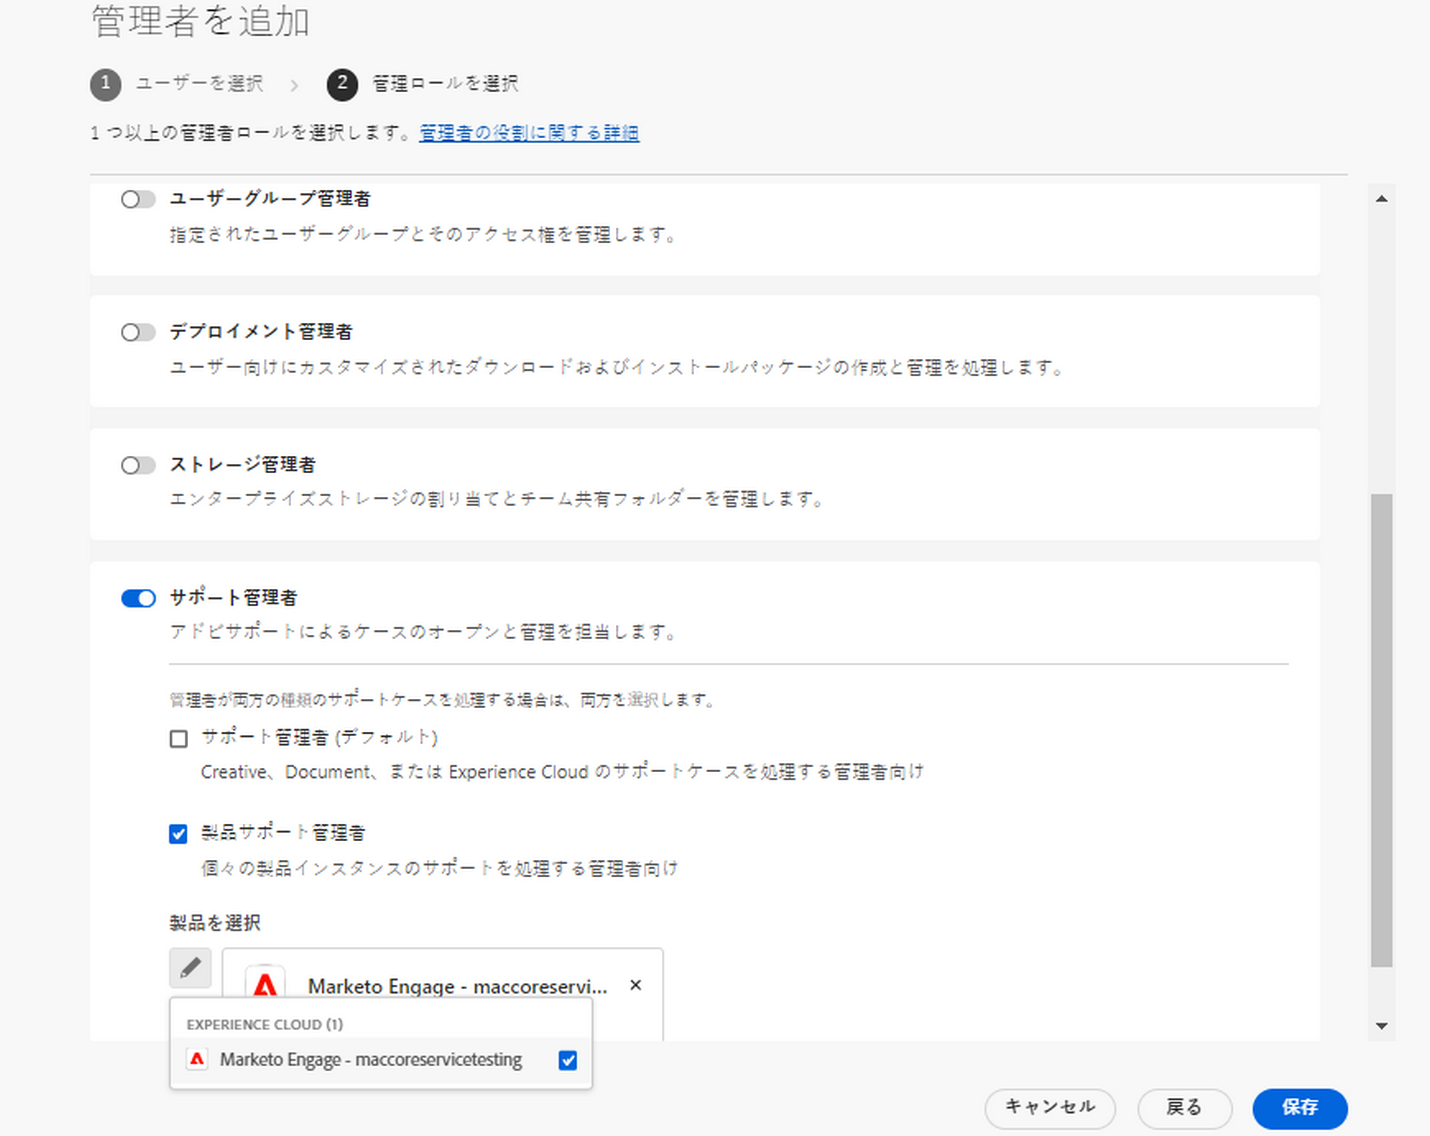 管理者を追加
1 ユーザーを選択 > 2 管理ロールを選択
1 つ以上の管理者ロールを選択します。管理者の役割に関する詳細
ユーザーグループ管理者
指定されたユーザーグループとそのアクセス権を管理します。
デプロイメント管理者
ユーザー向けにカスタマイズされたダウンロードおよびインストールパッケージの作成と管理を処理します。
ストレージ管理者
エンタープライズストレージの割り当てとチーム共有フォルダーを管理します。
サポート管理者
アドビサポートによるケースのオープンと管理を担当します。
管理者が両方の種類のサポートケースを処理する場合は、両方を選択します。
サポート管理者 (デフォルト)
Creative、Document、または Experience Cloud のサポートケースを処理する管理者向け
製品サポート管理者
個々の製品インスタンスのサポートを処理する管理者向け
製品を選択
Marketo Engage - maccoreservi...
EXPERIENCE CLOUD (1)
Marketo Engage - maccoreservicetesting
キャンセル 戻る 保存